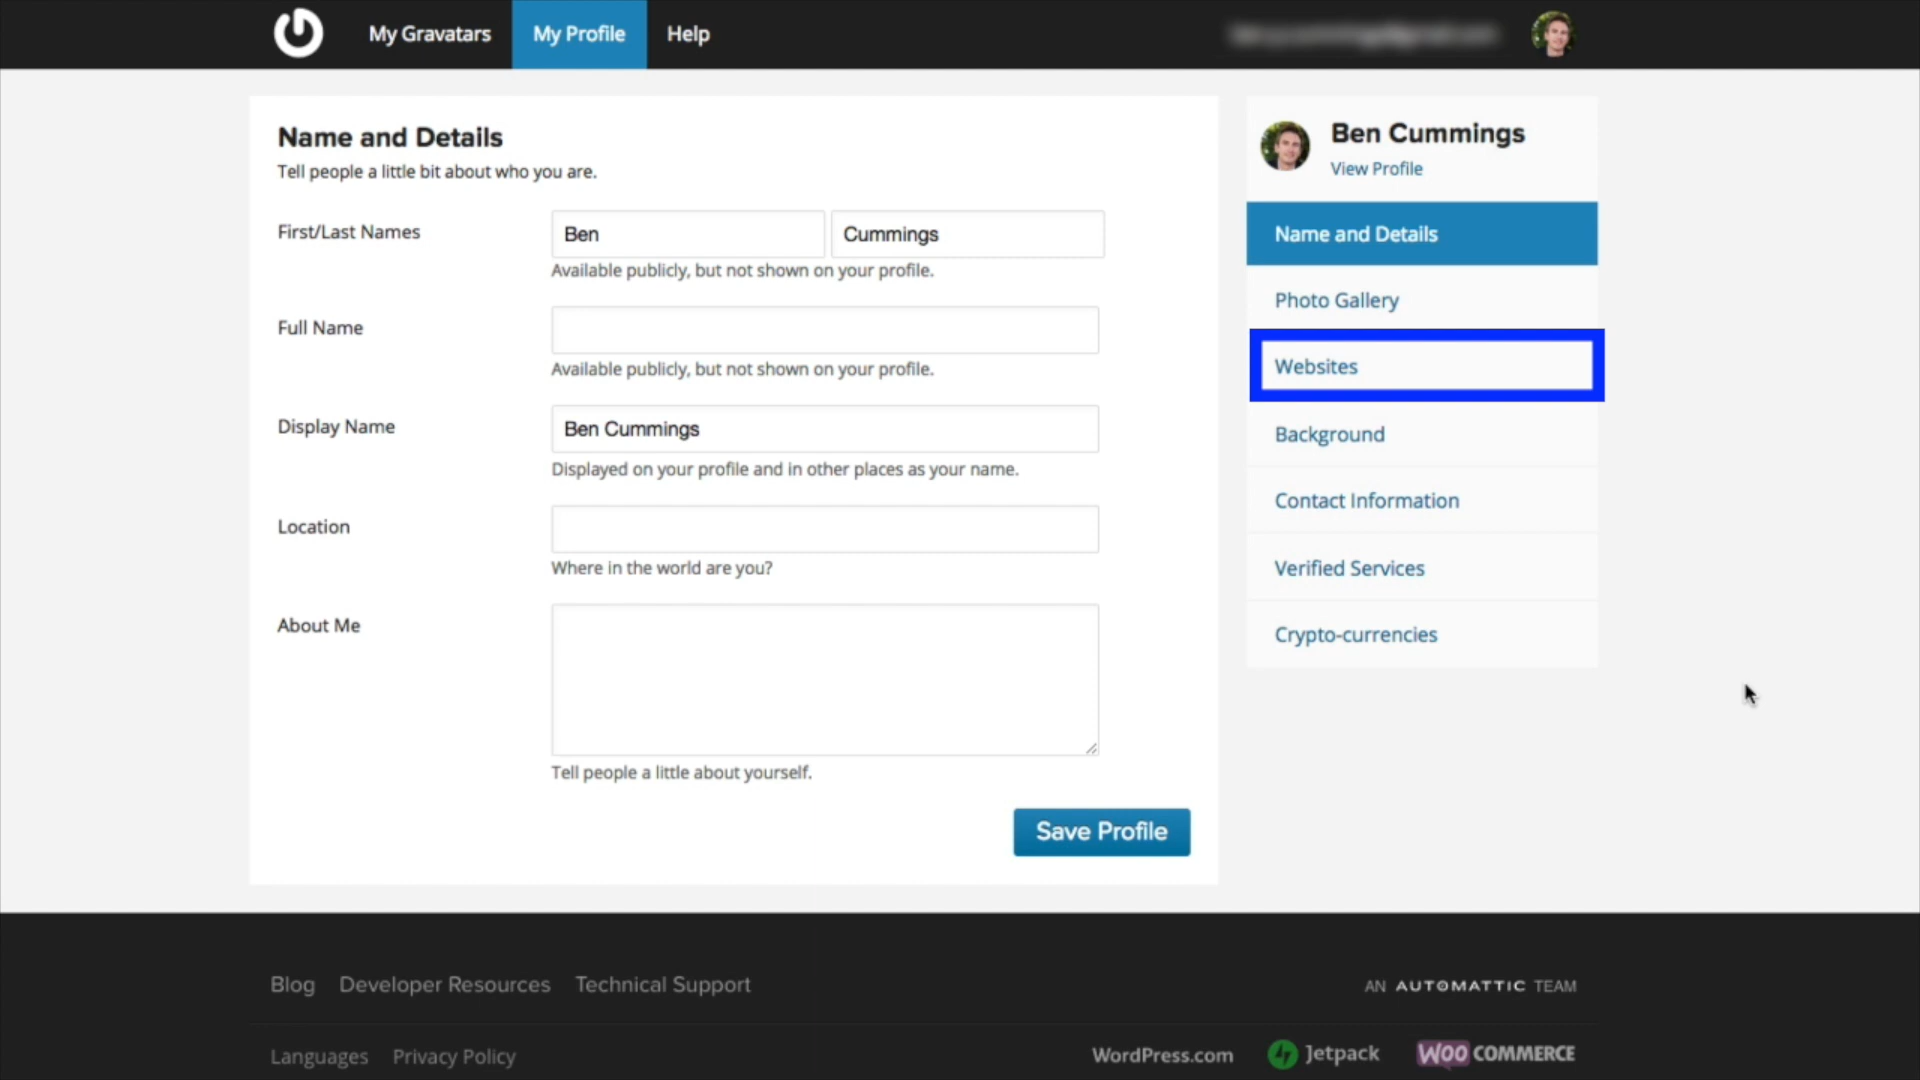 My Gravatars
My Profile
Help
Name and Details
Tell people a little bit about who you are.
First/Last Names
Ben
Cummings
Available publicly, but not shown on your profile.
Full Name
Available publicly, but not shown on your profile.
Display Name
Ben Cummings
Displayed on your profile and in other places as your name.
Location
Where in the world are you?
About Me
Tell people a little about yourself.
Save Profile
Ben Cummings
View Profile
Name and Details
Photo Gallery
Websites
Background
Contact Information
Verified Services
Crypto-currencies
Blog
Developer Resources
Technical Support
AN AUTOMATTIC TEAM
Languages
Privacy Policy
WordPress.com
Jetpack
WOO COMMERCE